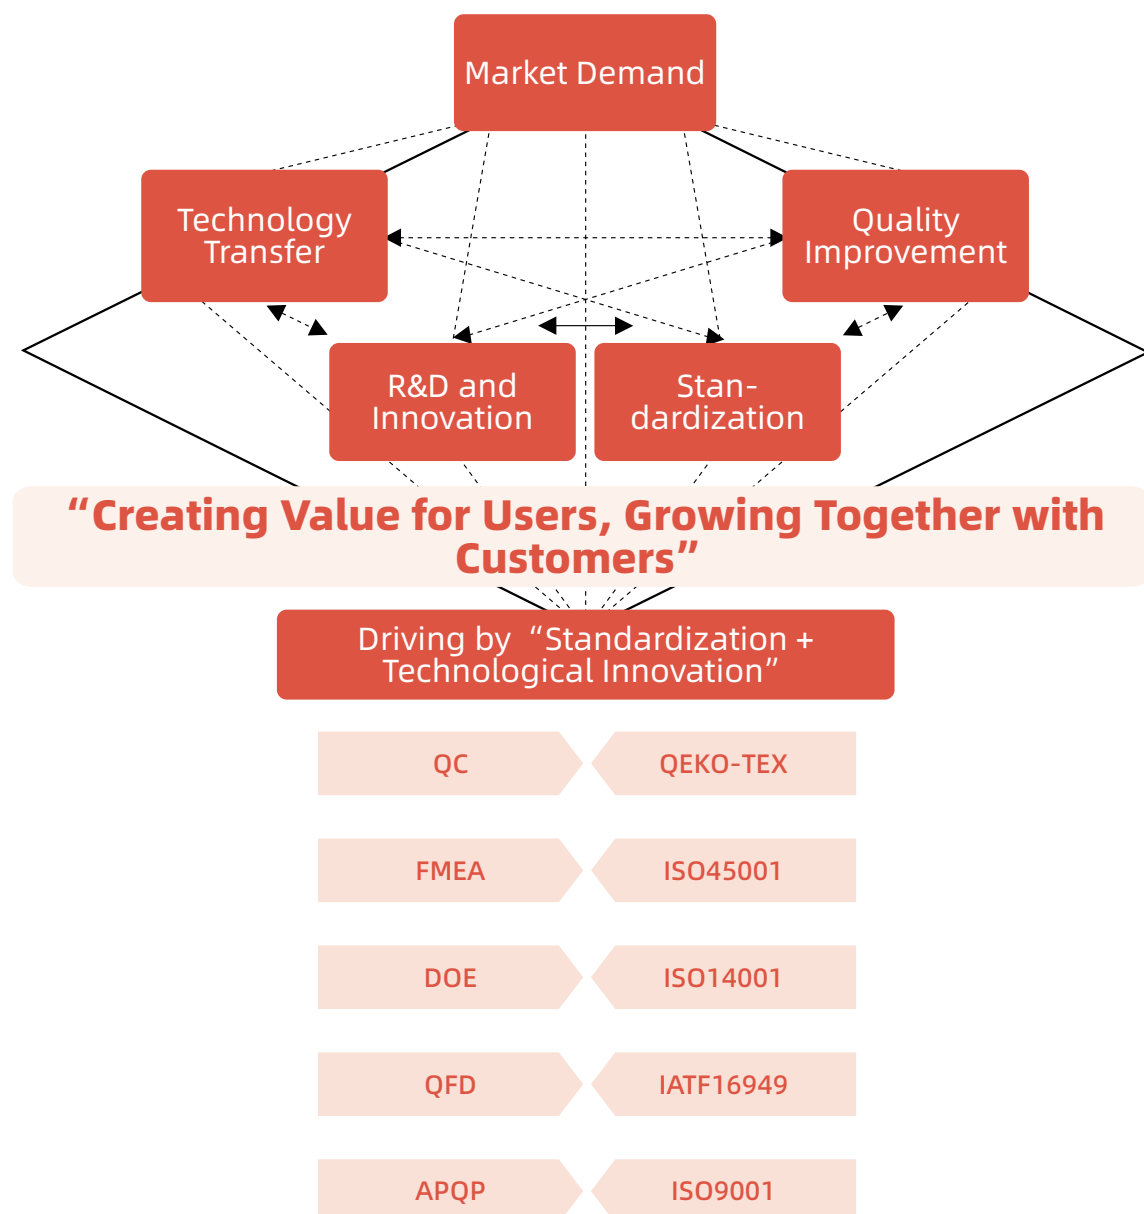 Market Demand
Technology
Transfer
Quality
Improvement
R&D and
Innovation
Stan-
dardization
“Creating Value for Users, Growing Together with
Customers”
Driving by “Standardization +
Technological Innovation”
QC
QEKO-TEX
FMEA
ISO45001
DOE
ISO14001
QFD
IATF16949
APQP
ISO9001